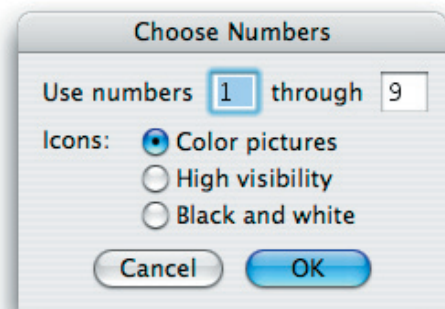 Choose Numbers
Use numbers 1 through 9
Icons: Color pictures
High visibility
Black and white
Cancel OK